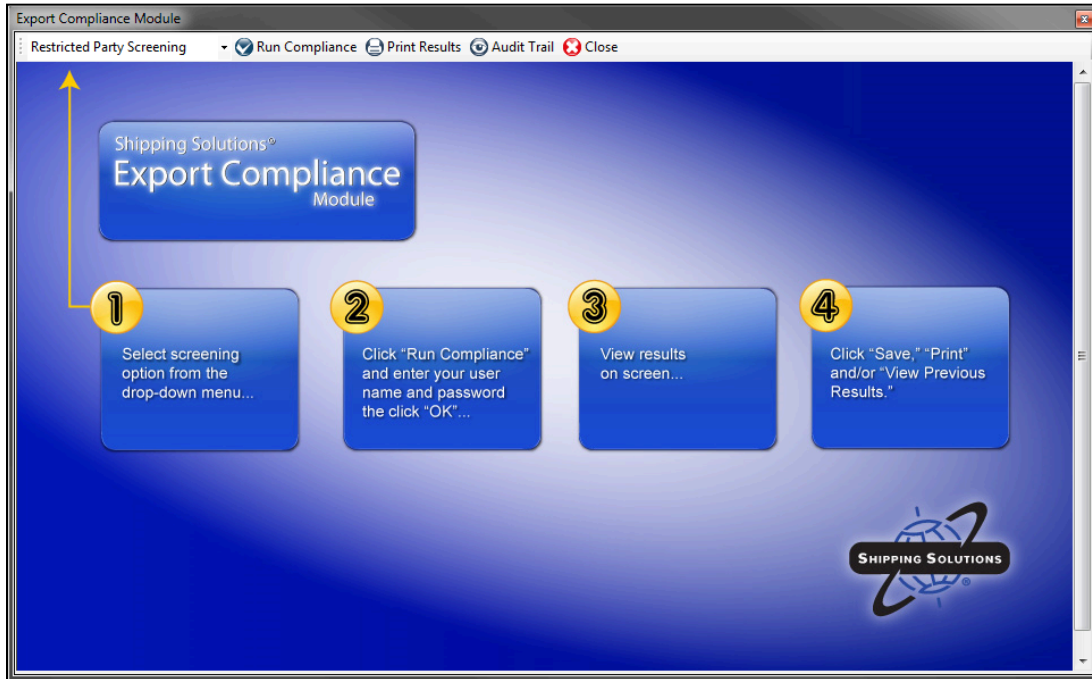 Export Compliance Module
Restricted Party Screening Run Compliance Print Results Audit Trail Close
Shipping Solutions®
Export Compliance
Module
1
Select screening
option from the
drop-down menu...
2
Click “Run Compliance”
and enter your user
name and password
the click “OK”...
3
View results
on screen...
4
Click “Save,” “Print”
and/or “View Previous
Results.”
SHIPPING SOLUTIONS
®